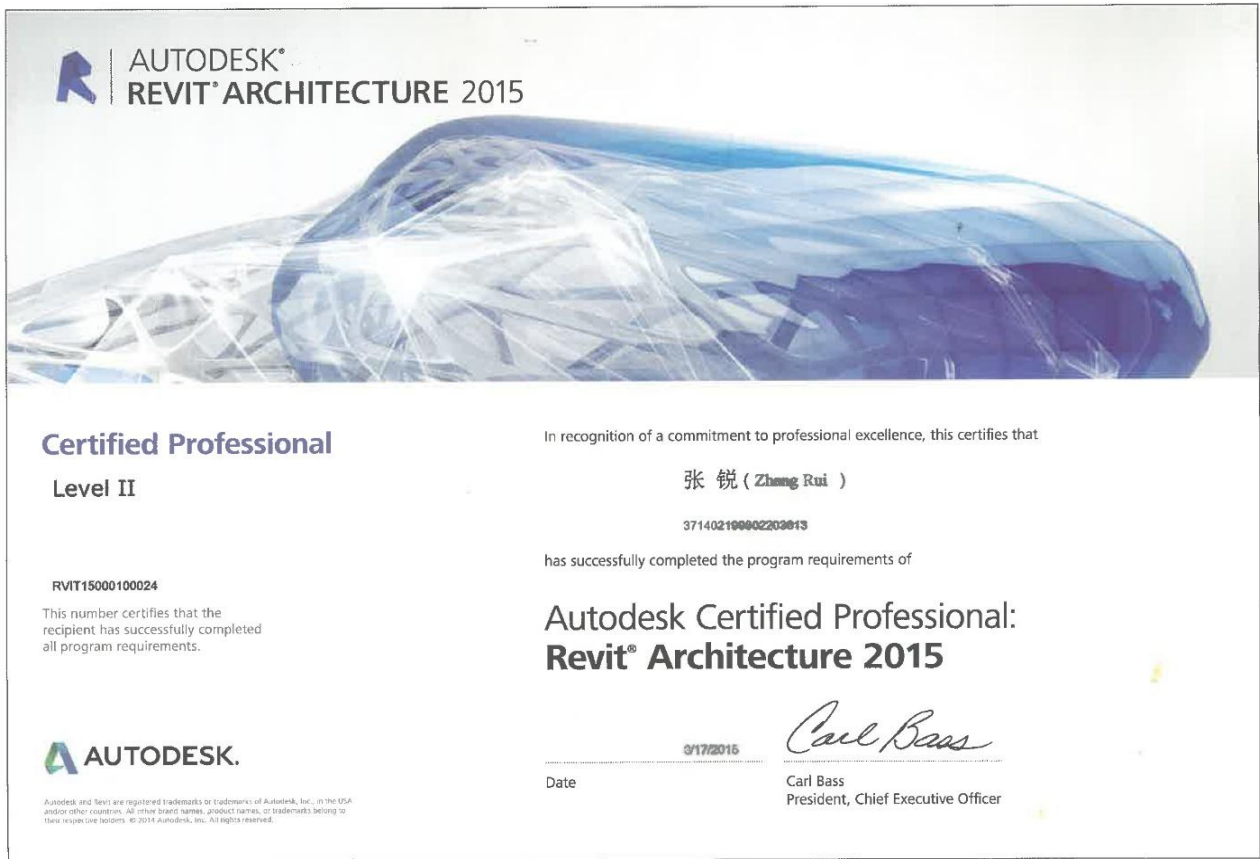 AUTODESK®
REVIT® ARCHITECTURE 2015
Certified Professional
Level II
RVIT15000100024
This number certifies that the
recipient has successfully completed
all program requirements.
AUTODESK.
Autodesk and Revit are registered trademarks or trademarks of Autodesk, Inc., in the USA
and/or other countries. All other brand names, product names, or trademarks belong to
their respective holders. © 2014 Autodesk, Inc. All rights reserved.
In recognition of a commitment to professional excellence, this certifies that
张 锐 ( Zhang Rui )
has successfully completed the program requirements of
Autodesk Certified Professional:
Revit® Architecture 2015
3/17/2015
Date
Carl Bass
Carl Bass
President, Chief Executive Officer